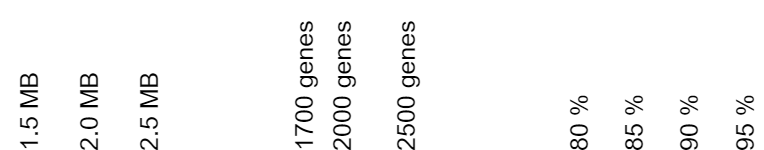 1.5 MB
2.0 MB
2.5 MB
1700 genes
2000 genes
2500 genes
80 %
85 %
90 %
95 %